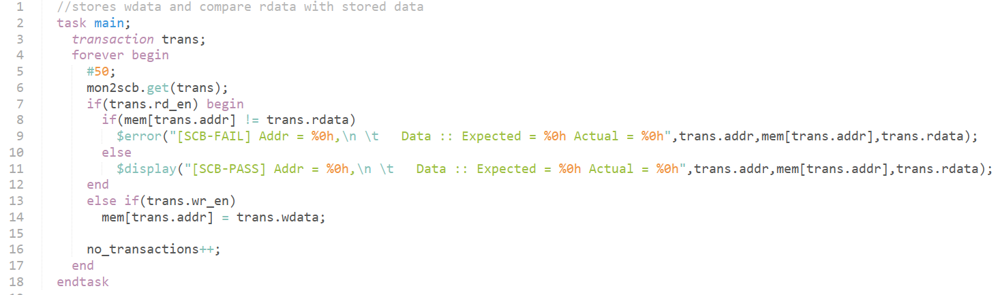 1 //stores wdata and compare rdata with stored data
2 task main;
3 transaction trans;
4 forever begin
5 #50;
6 mon2scb.get(trans);
7 if(trans.rd_en) begin
8 if(mem[trans.addr] != trans.rdata)
9 $error("[SCB-FAIL] Addr = %0h,\n \t   Data :: Expected = %0h Actual = %0h",trans.addr,mem[trans.addr],trans.rdata);
10 else
11 $display("[SCB-PASS] Addr = %0h,\n \t   Data :: Expected = %0h Actual = %0h",trans.addr,mem[trans.addr],trans.rdata);
12 end
13 else if(trans.wr_en)
14 mem[trans.addr] = trans.wdata;
15
16 no_transactions++;
17 end
18 endtask